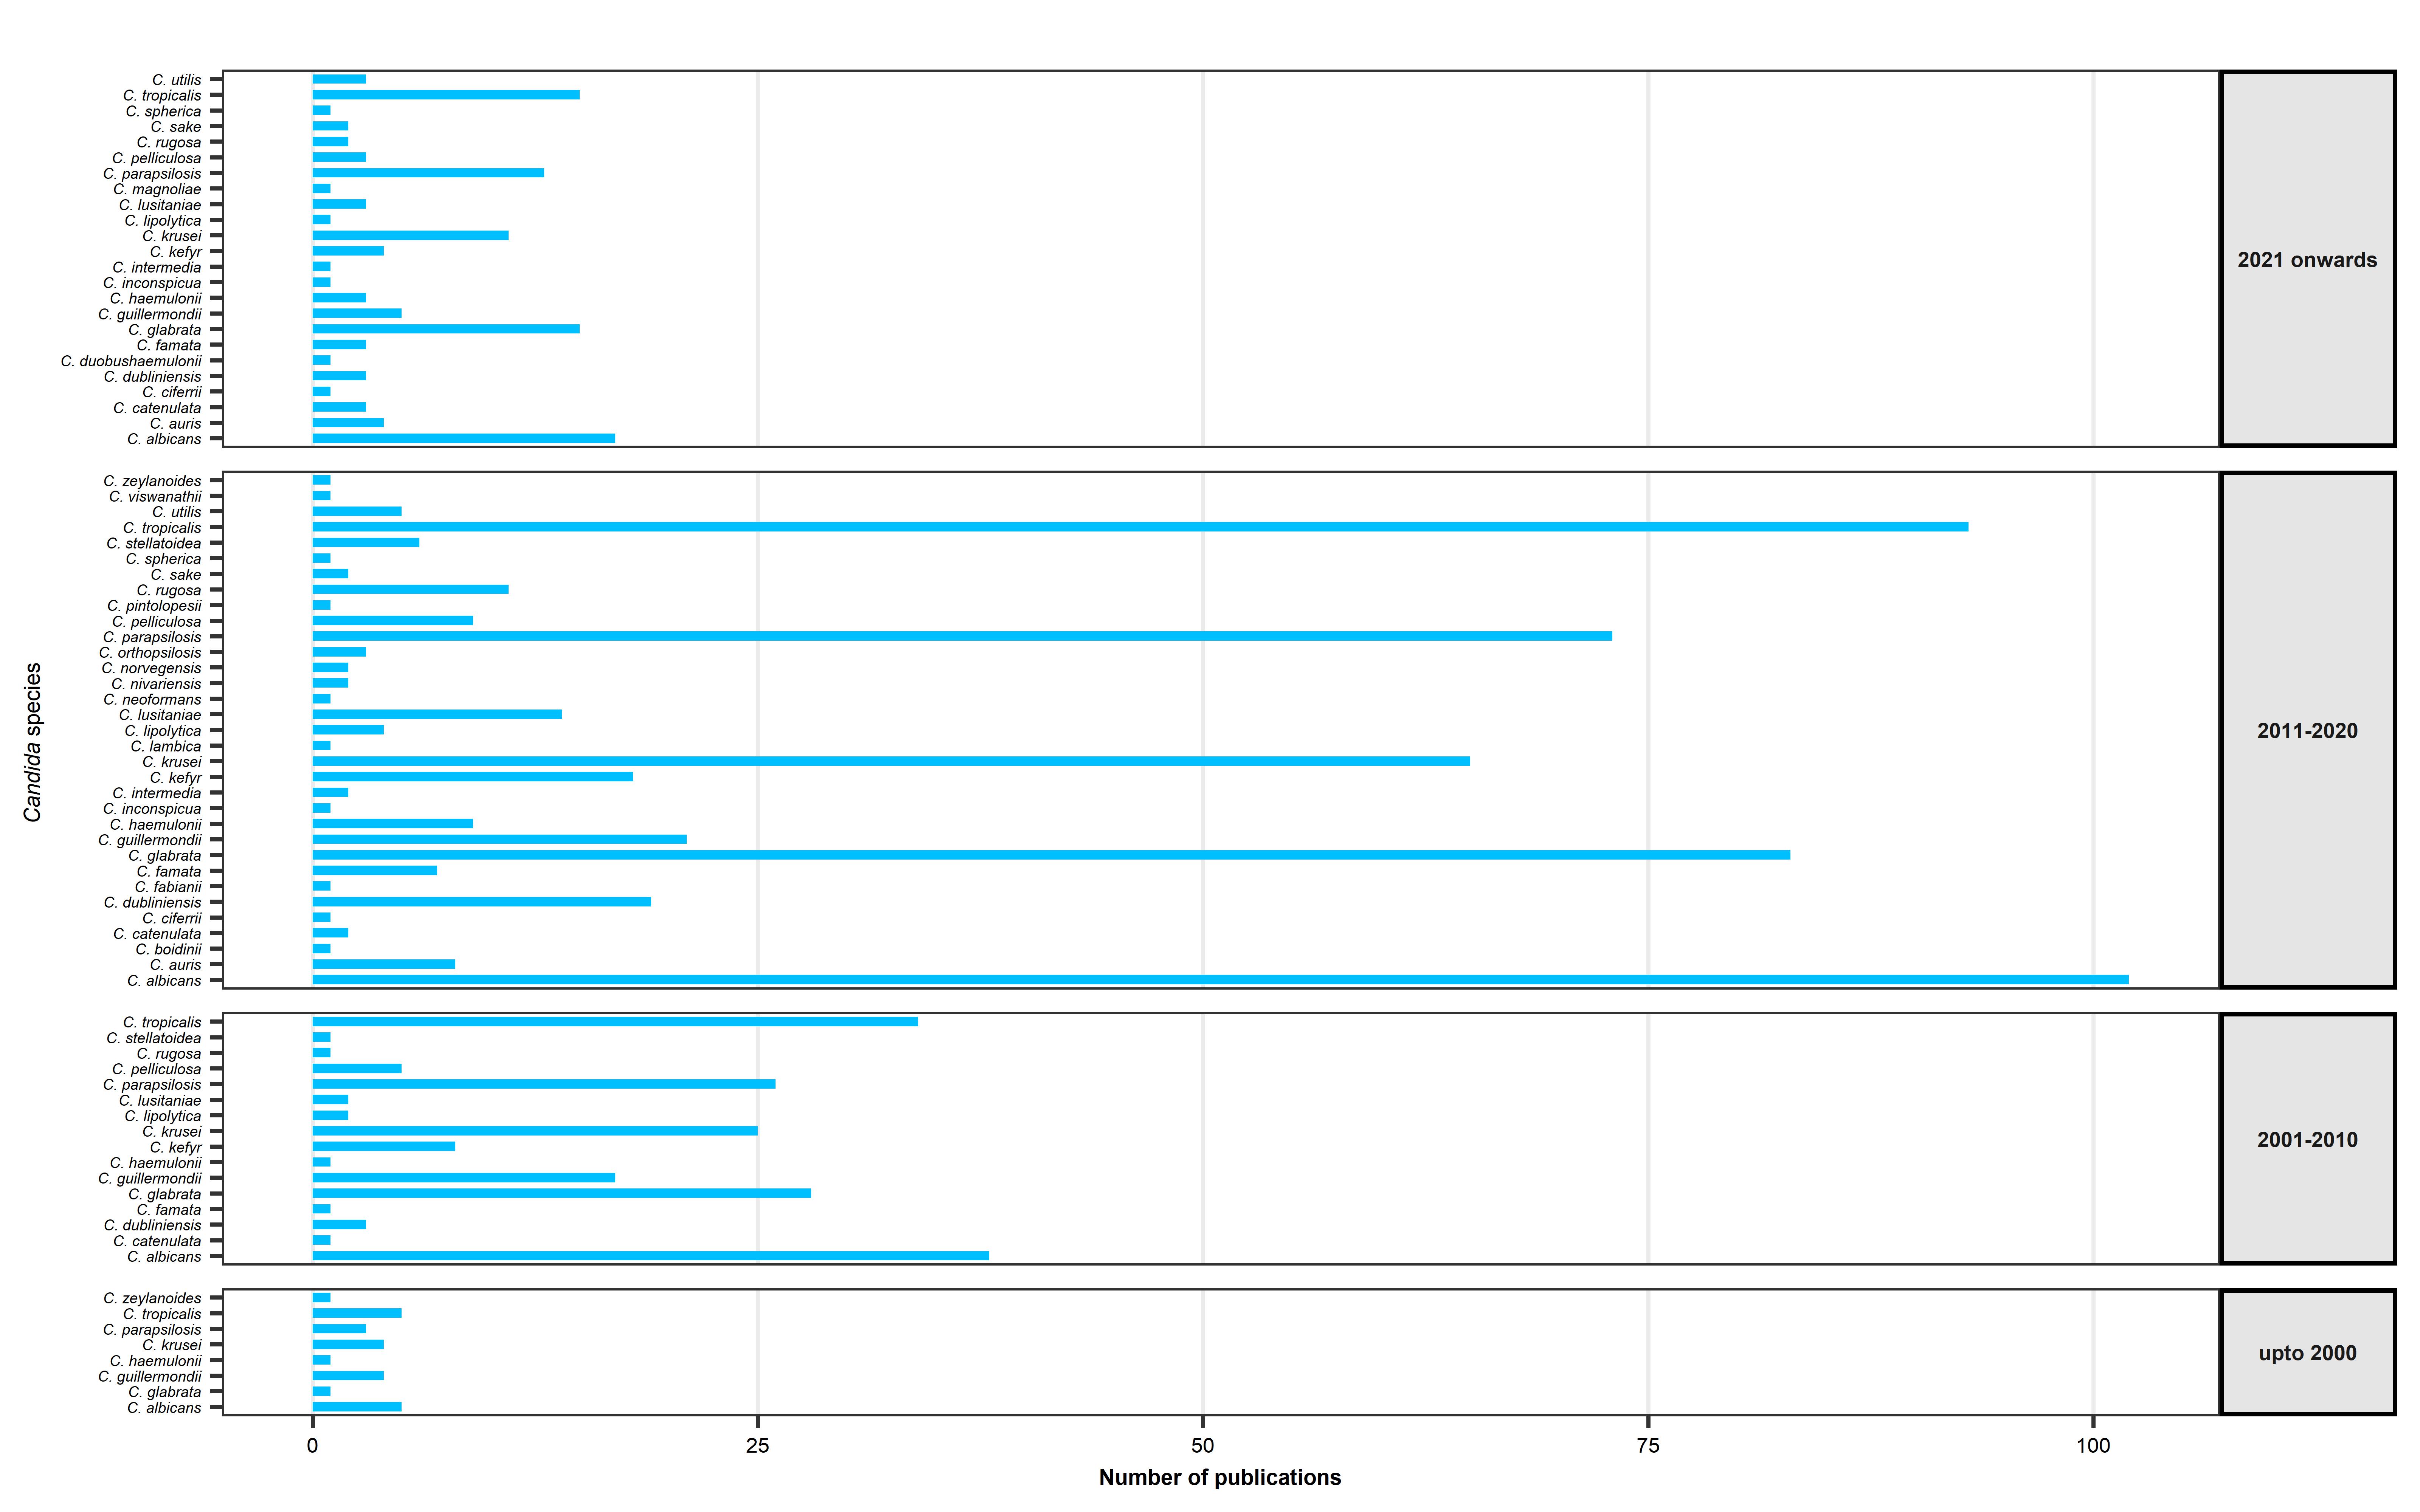 C. utilis
C. tropicalis
C. spherica
C. sake
C. rugosa
C. pelliculosa
C. parapsilosis
C. magnoliae
C. lusitaniae
C. lipolytica
C. krusei
C. kefyr
C. intermedia
C. inconspicua
C. haemulonii
C. guillermondii
C. glabrata
C. famata
C. duobushaemulonii
C. dubliniensis
C. ciferrii
C. catenulata
C. auris
C. albicans
2021 onwards
C. zeylanoides
C. viswanathii
C. utilis
C. tropicalis
C. stellatoidea
C. spherica
C. sake
C. rugosa
C. pintolopesii
C. pelliculosa
C. parapsilosis
C. orthopsilosis
C. norvegensis
C. nivariensis
C. neoformans
C. lusitaniae
C. lipolytica
C. lambica
C. krusei
C. kefyr
C. intermedia
C. inconspicua
C. haemulonii
C. guillermondii
C. glabrata
C. famata
C. fabianii
C. dubliniensis
C. ciferrii
C. catenulata
C. boidinii
C. auris
C. albicans
2011-2020
C. tropicalis
C. stellatoidea
C. rugosa
C. pelliculosa
C. parapsilosis
C. lusitaniae
C. lipolytica
C. krusei
C. kefyr
C. haemulonii
C. guillermondii
C. glabrata
C. famata
C. dubliniensis
C. catenulata
C. albicans
2001-2010
C. zeylanoides
C. tropicalis
C. parapsilosis
C. krusei
C. haemulonii
C. guillermondii
C. glabrata
C. albicans
upto 2000
Candida species
0 25 50 75 100
Number of publications